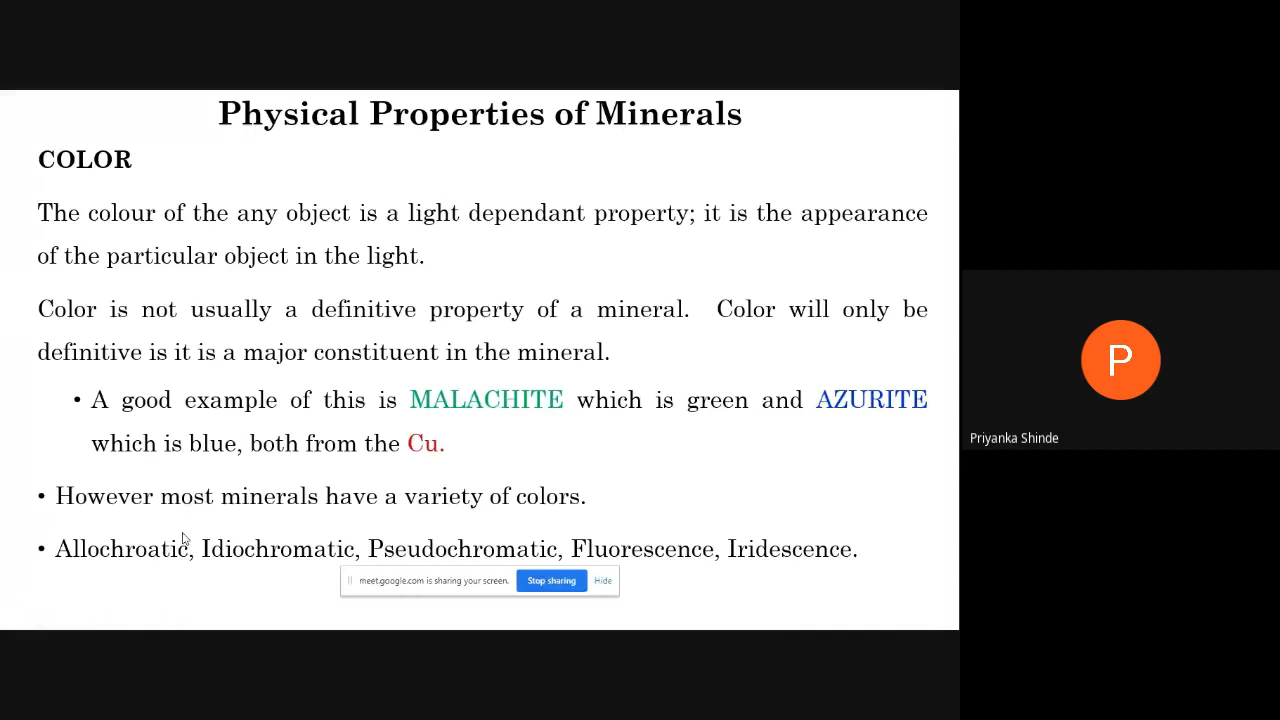 Physical Properties of Minerals
COLOR
The colour of the any object is a light dependant property; it is the appearance
of the particular object in the light.
Color is not usually a definitive property of a mineral. Color will only be
definitive is it is a major constituent in the mineral.
• A good example of this is MALACHITE which is green and AZURITE
which is blue, both from the Cu.
• However most minerals have a variety of colors.
• Allochroatic, Idiochromatic, Pseudochromatic, Fluorescence, Iridescence.
meet.google.com is sharing your screen. Stop sharing Hide
P
Priyanka Shinde